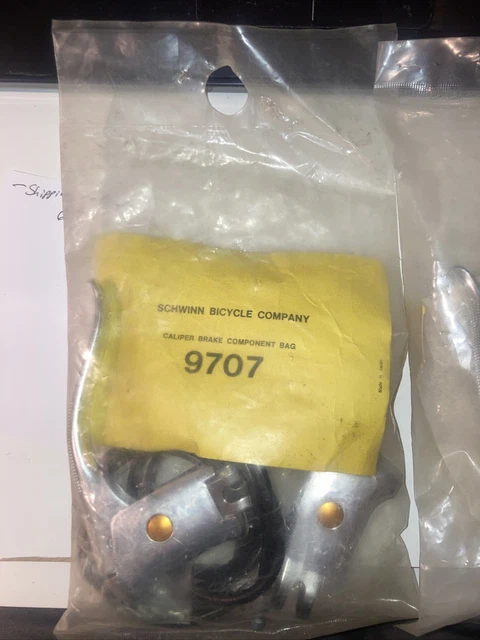 SCHWINN BICYCLE COMPANY
CALIPER BRAKE COMPONENT BAG
9707